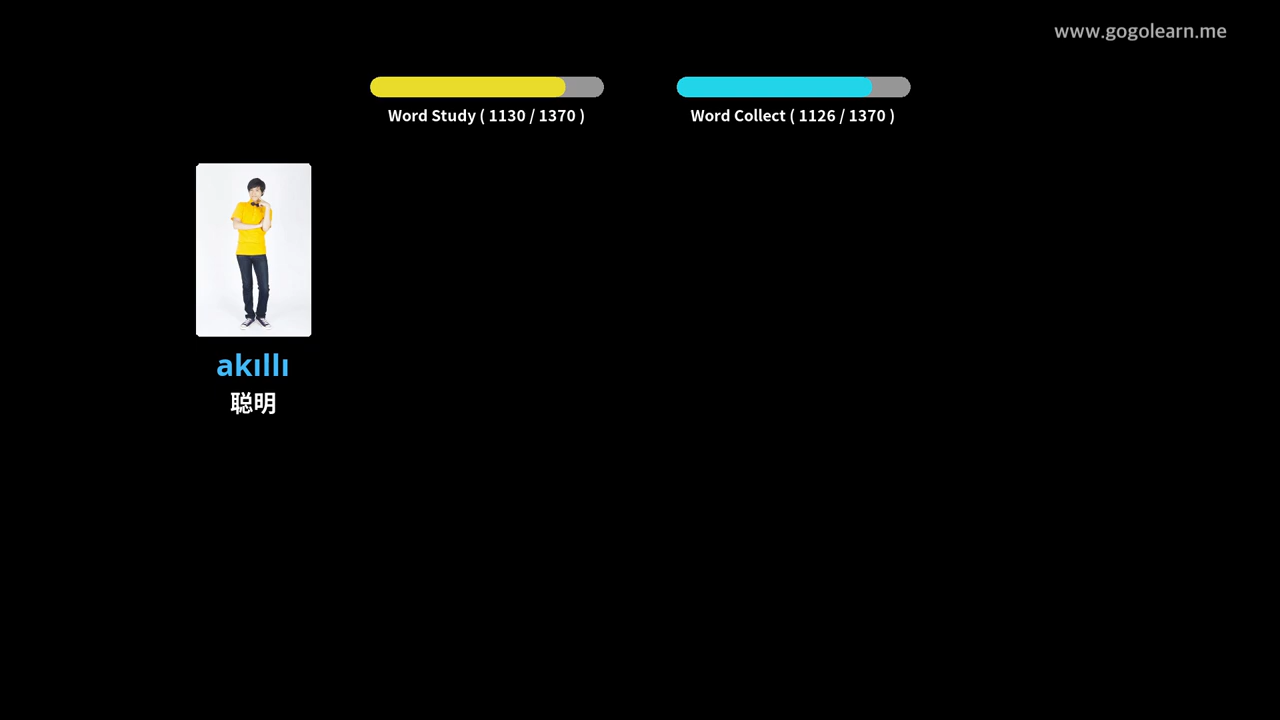 www.gogolearn.me
Word Study ( 1130 / 1370 )
Word Collect ( 1126 / 1370 )
akıllı
聪明